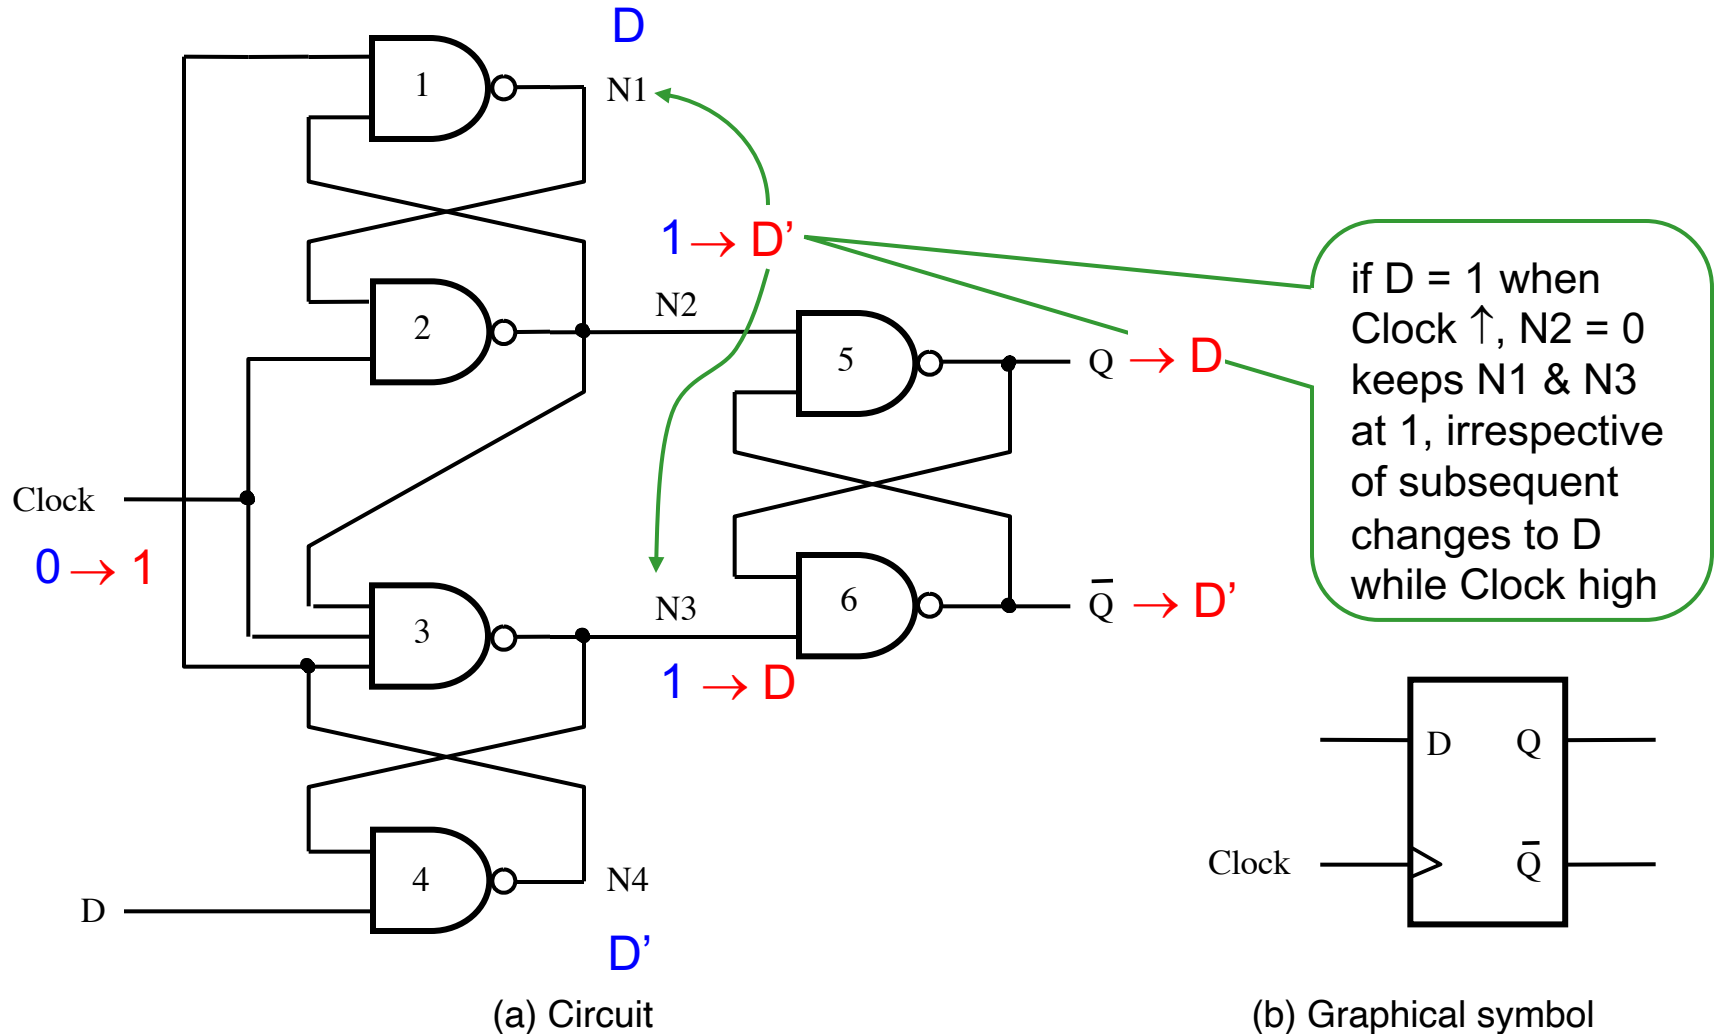 D
1
N1
1 → D’
2
N2
5
Q → D
if D = 1 when
Clock ↑, N2 = 0
keeps N1 & N3
at 1, irrespective
of subsequent
changes to D
while Clock high
Clock
0 → 1
3
N3
1 → D
6
Q̅ → D’
4
N4
D
D’
(a) Circuit
D Q
Clock
Q̅
(b) Graphical symbol